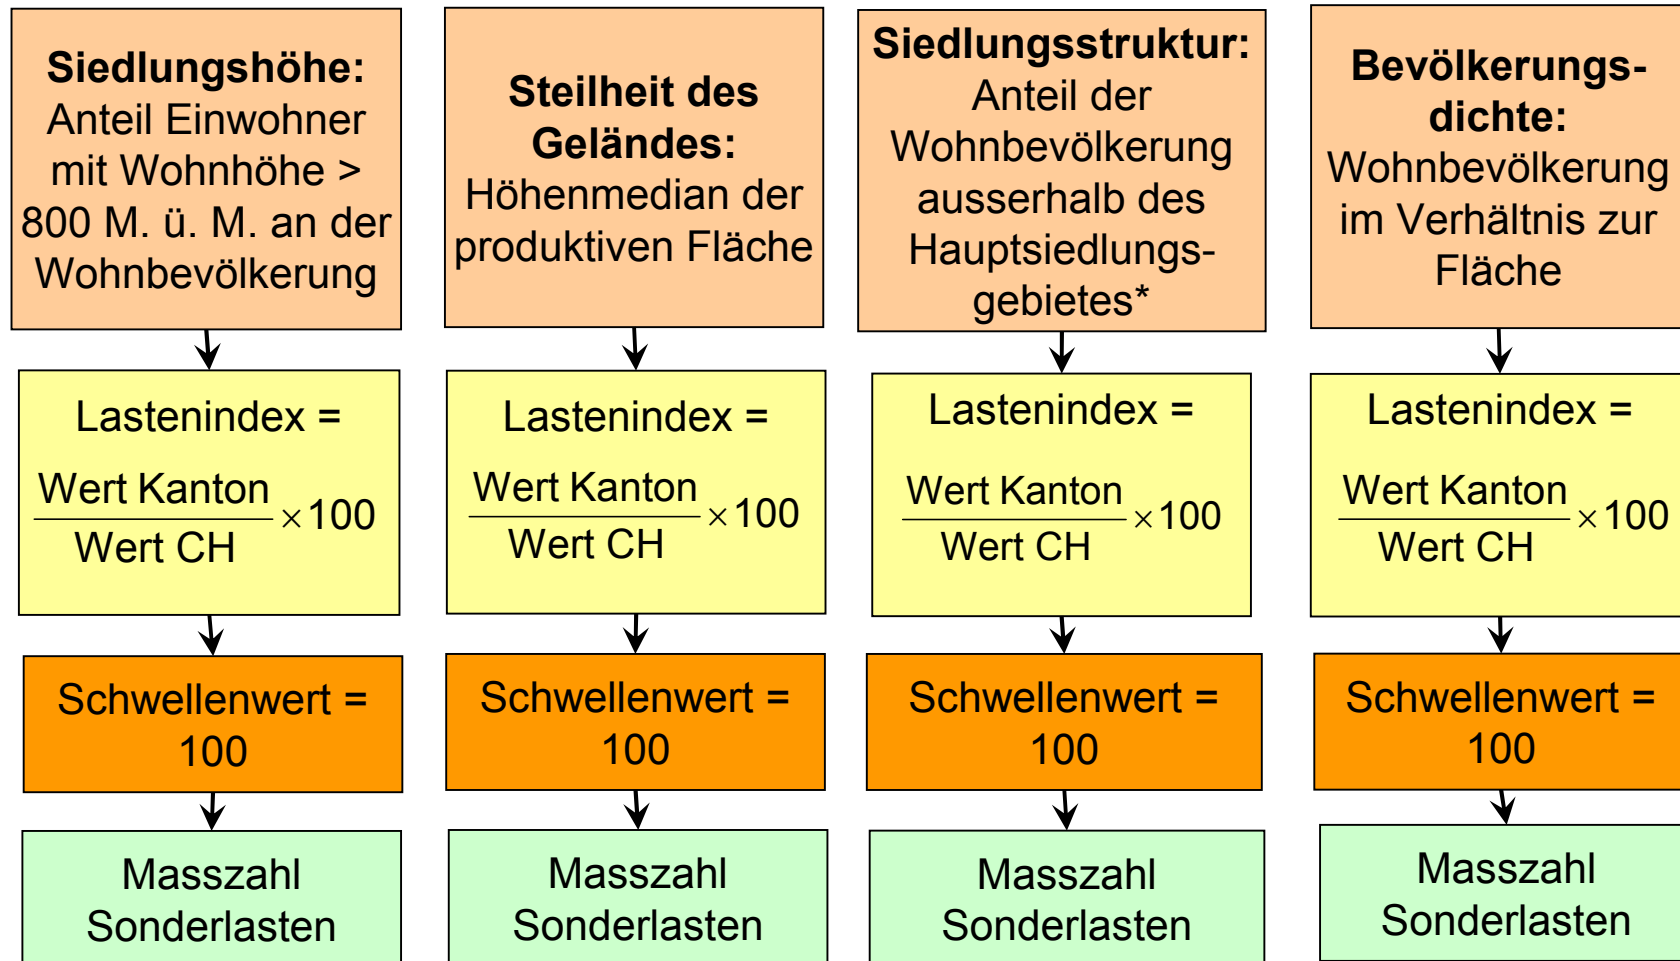 Siedlungshöhe:
Anteil Einwohner
mit Wohnhöhe >
800 M. ü. M. an der
Wohnbevölkerung
Lastenindex =
Wert Kanton
Wert CH
×100
Schwellenwert =
100
Masszahl
Sonderlasten
Steilheit des
Geländes:
Höhenmedian der
produktiven Fläche
Lastenindex =
Wert Kanton
Wert CH
×100
Schwellenwert =
100
Masszahl
Sonderlasten
Siedlungsstruktur:
Anteil der
Wohnbevölkerung
ausserhalb des
Hauptsiedlungs-
gebietes*
Lastenindex =
Wert Kanton
Wert CH
×100
Schwellenwert =
100
Masszahl
Sonderlasten
Bevölkerungs-
dichte:
Wohnbevölkerung
im Verhältnis zur
Fläche
Lastenindex =
Wert Kanton
Wert CH
×100
Schwellenwert =
100
Masszahl
Sonderlasten